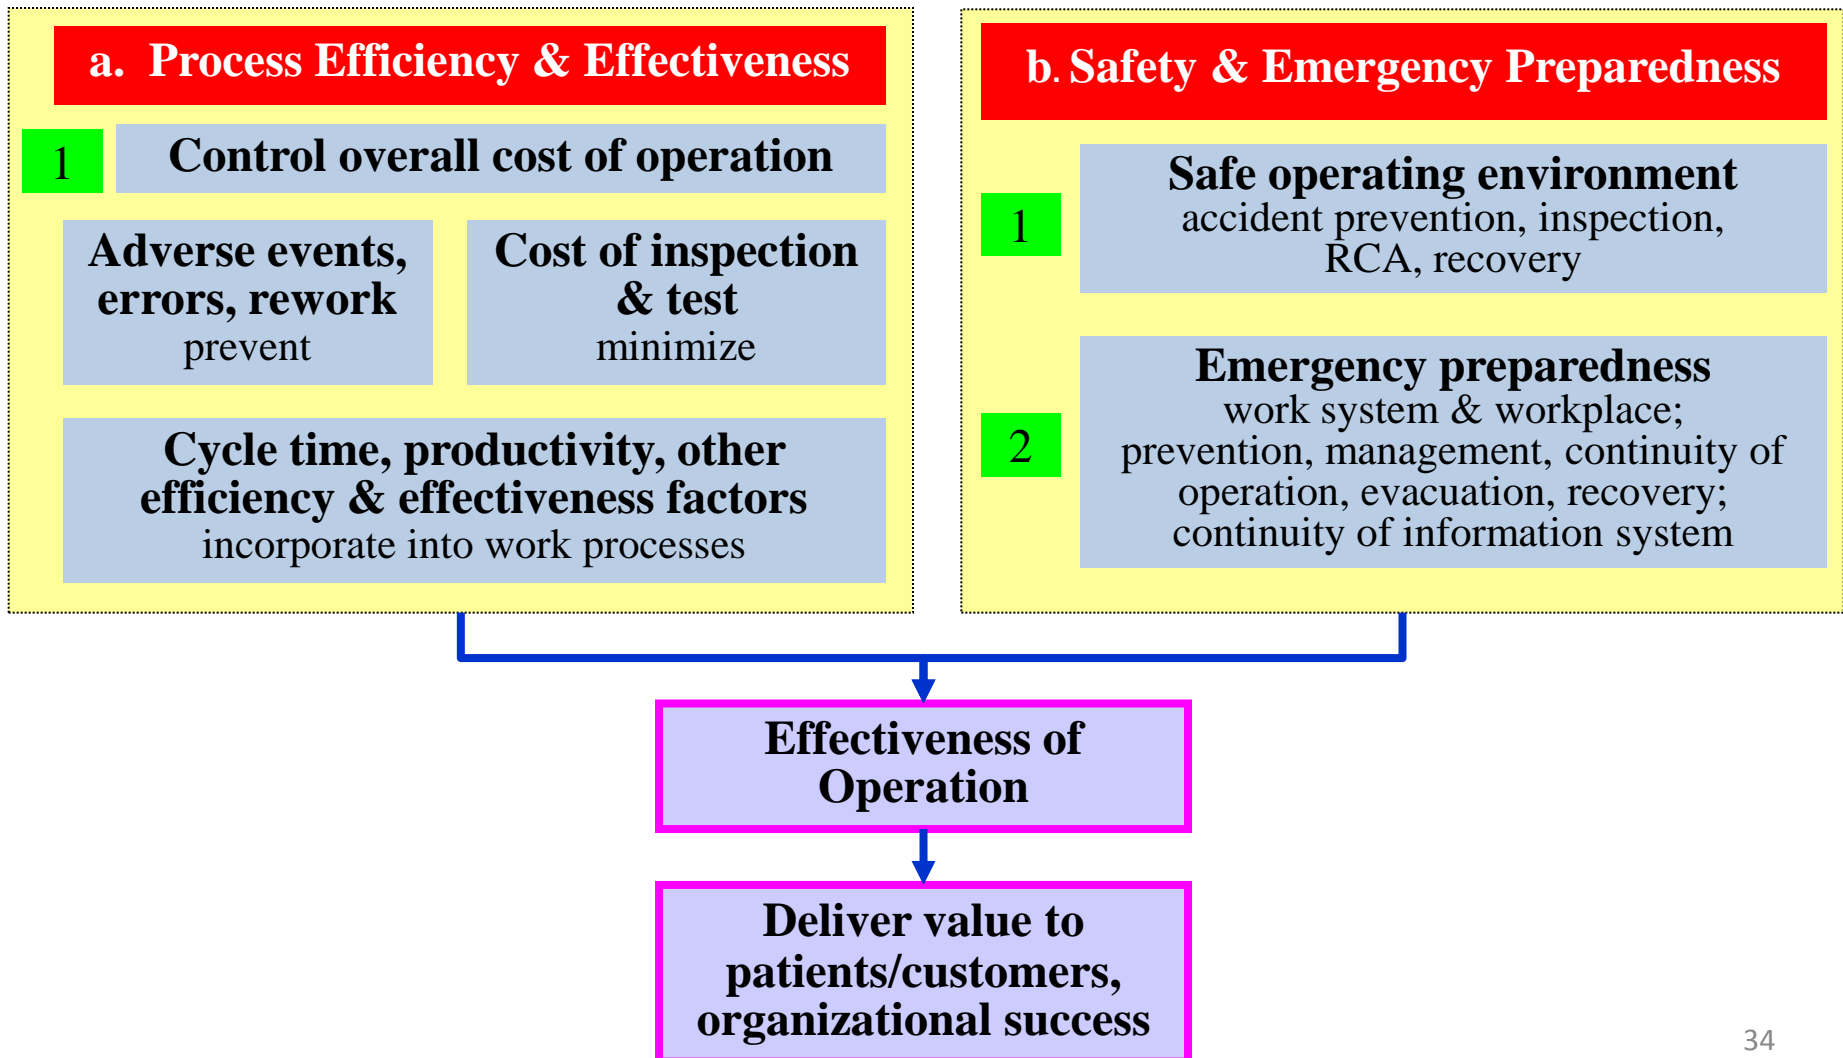 a. Process Efficiency & Effectiveness
1
Control overall cost of operation
Adverse events,
errors, rework
prevent
Cost of inspection
& test
minimize
Cycle time, productivity, other
efficiency & effectiveness factors
incorporate into work processes
b. Safety & Emergency Preparedness
1
Safe operating environment
accident prevention, inspection,
RCA, recovery
2
Emergency preparedness
work system & workplace;
prevention, management, continuity of
operation, evacuation, recovery;
continuity of information system
Effectiveness of
Operation
Deliver value to
patients/customers,
organizational success
34